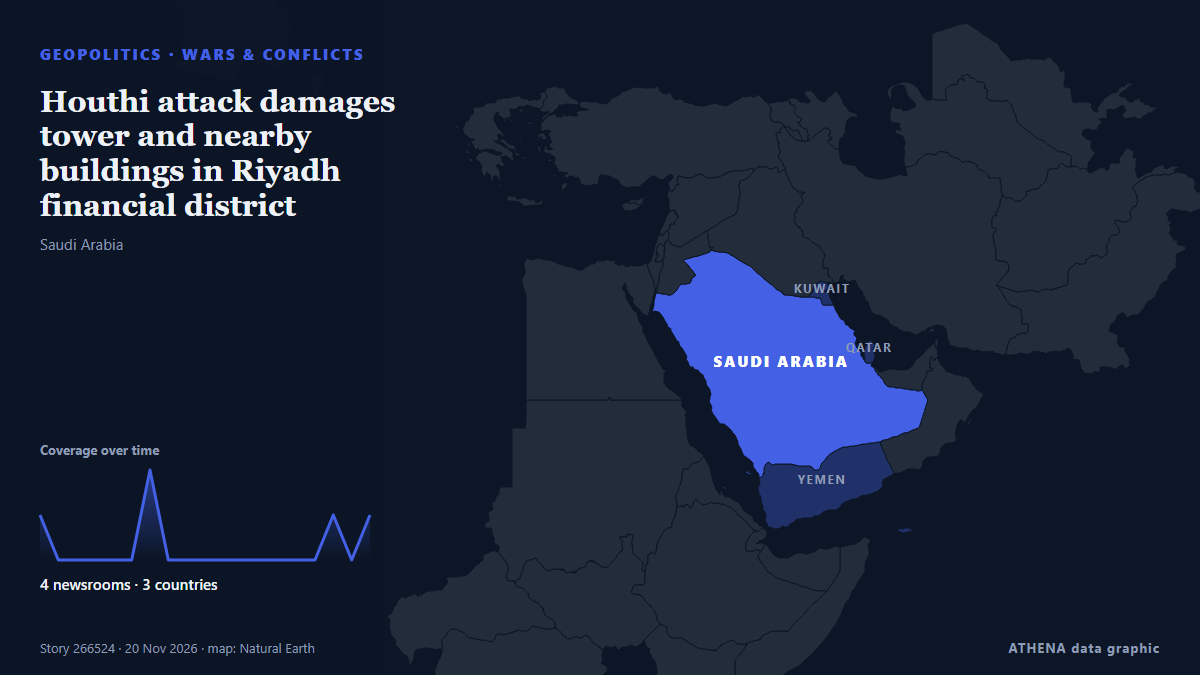 GEOPOLITICS · WARS & CONFLICTS
Houthi attack damages
tower and nearby
buildings in Riyadh
financial district
Saudi Arabia
KUWAIT
QATAR
SAUDI ARABIA
YEMEN
Coverage over time
4 newsrooms · 3 countries
Story 266524 · 20 Nov 2026 · map: Natural Earth
ATHENA data graphic